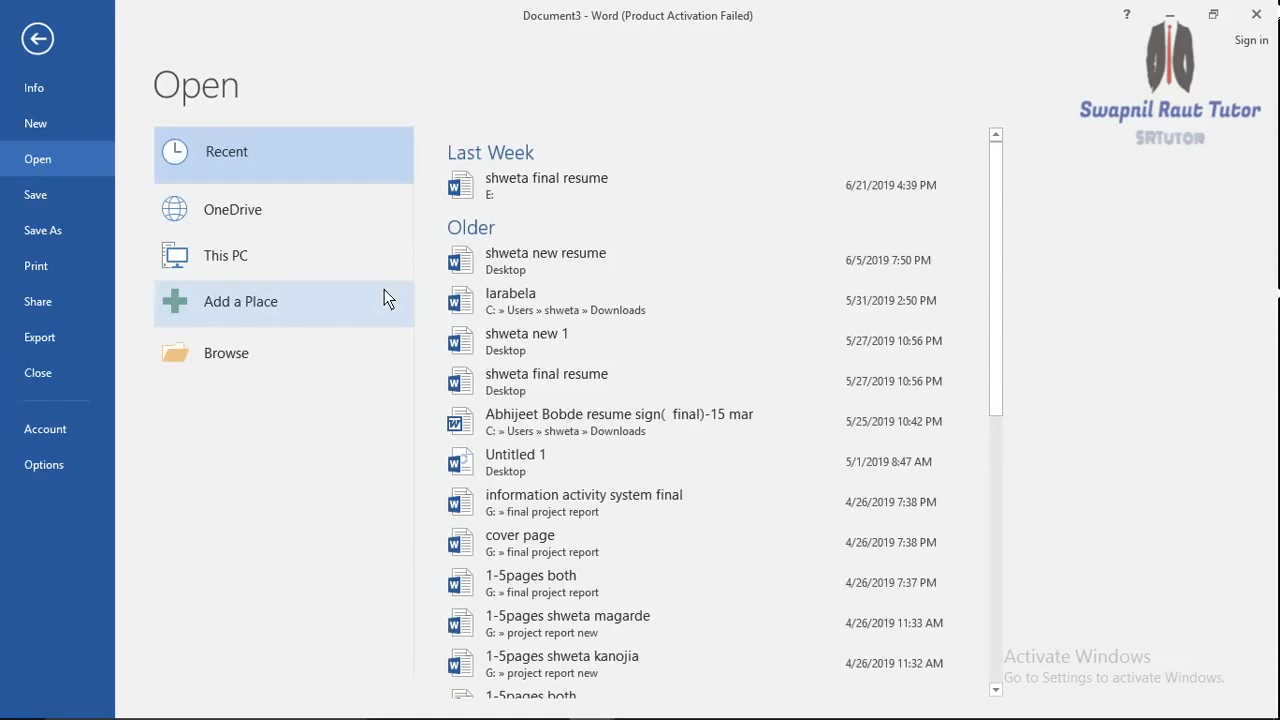 Document3 - Word (Product Activation Failed)
?
Sign in
Swapnil Raut Tutor
SRTUTOR
Info
New
Open
Save
Save As
Print
Share
Export
Close
Account
Options
Open
Recent
OneDrive
This PC
Add a Place
Browse
Last Week
shweta final resume 6/21/2019 4:39 PM
E:
Older
shweta new resume 6/5/2019 7:50 PM
Desktop
larabela 5/31/2019 2:50 PM
C: » Users » shweta » Downloads
shweta new 1 5/27/2019 10:56 PM
Desktop
shweta final resume 5/27/2019 10:56 PM
Desktop
Abhijeet Bobde resume sign( final)-15 mar 5/25/2019 10:42 PM
C: » Users » shweta » Downloads
Untitled 1 5/1/2019 8:47 AM
Desktop
information activity system final 4/26/2019 7:38 PM
G: » final project report
cover page 4/26/2019 7:38 PM
G: » final project report
1-5pages both 4/26/2019 7:37 PM
G: » final project report
1-5pages shweta magarde 4/26/2019 11:33 AM
G: » project report new
1-5pages shweta kanojia 4/26/2019 11:32 AM
G: » project report new
1-5pages both
Activate Windows
Go to Settings to activate Windows.